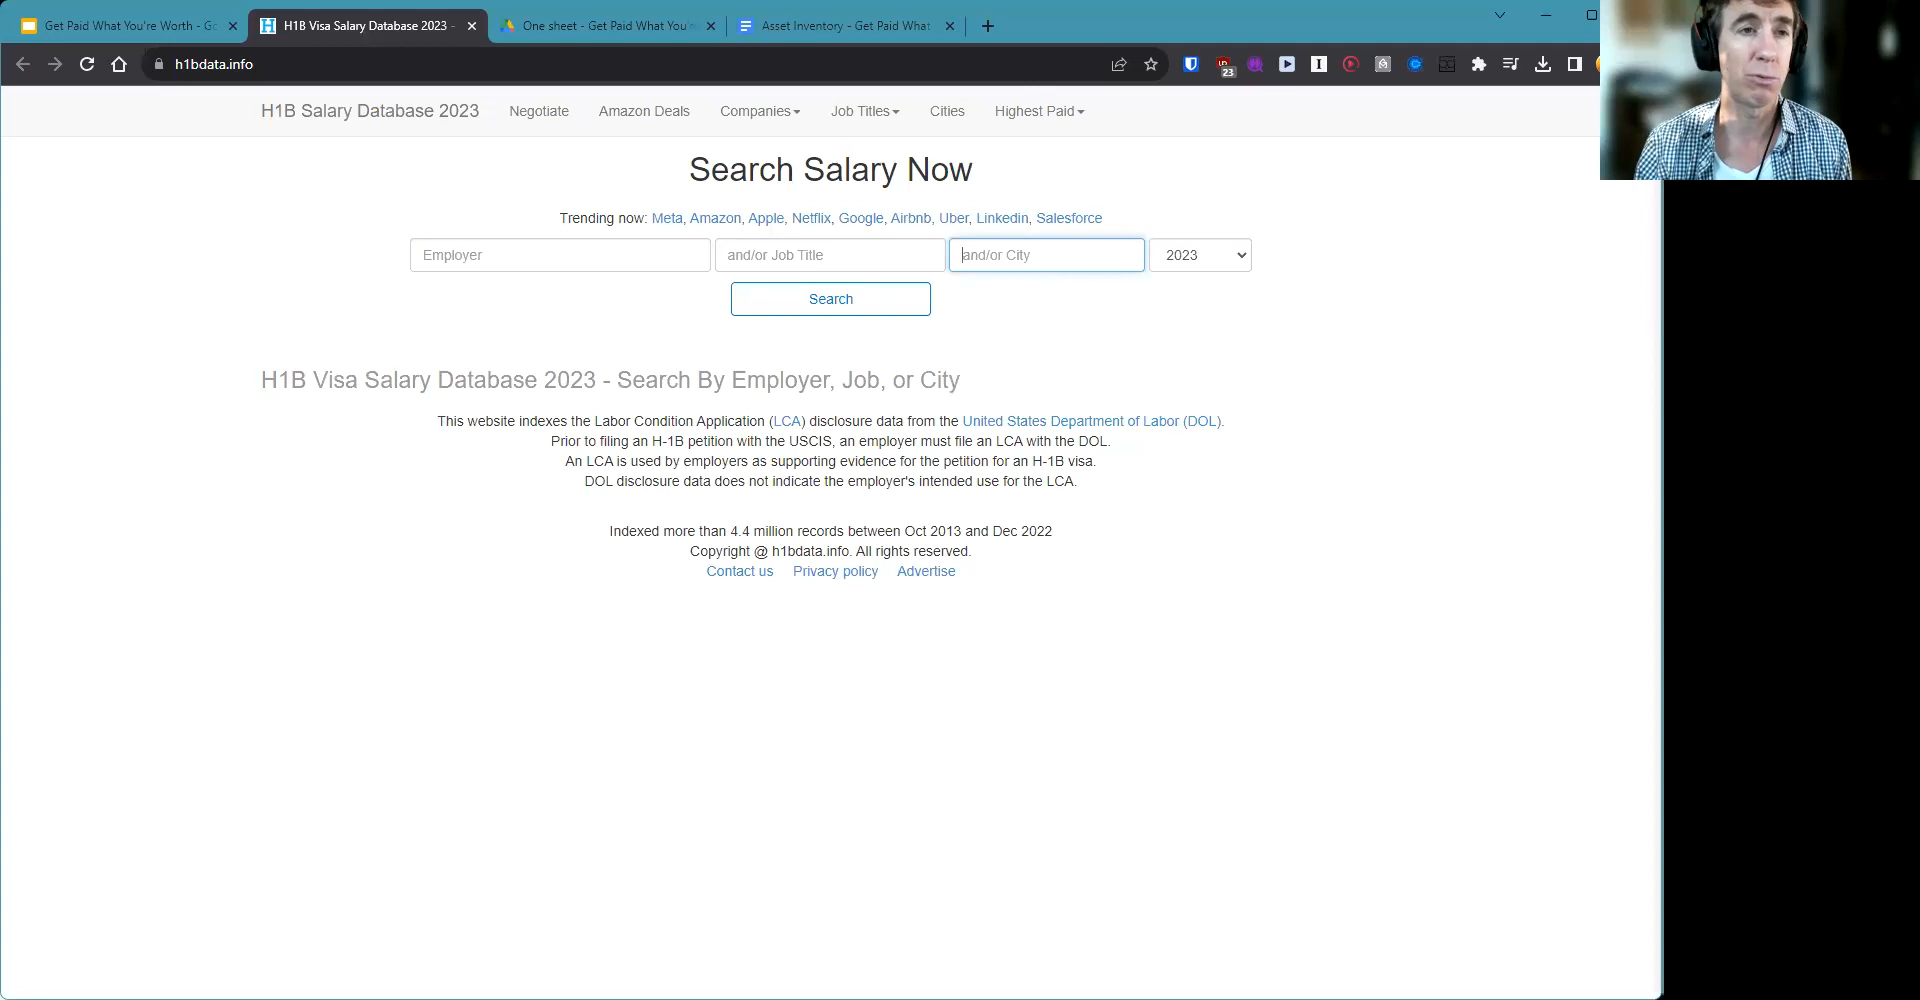 Get Paid What You're Worth - Go
H1B Visa Salary Database 2023 -
One sheet - Get Paid What You'r
Asset Inventory - Get Paid What
h1bdata.info
23
H1B Salary Database 2023
Negotiate
Amazon Deals
Companies
Job Titles
Cities
Highest Paid
Search Salary Now
Trending now: Meta, Amazon, Apple, Netflix, Google, Airbnb, Uber, Linkedin, Salesforce
Employer
and/or Job Title
and/or City
2023
Search
H1B Visa Salary Database 2023 - Search By Employer, Job, or City
This website indexes the Labor Condition Application (LCA) disclosure data from the United States Department of Labor (DOL).
Prior to filing an H-1B petition with the USCIS, an employer must file an LCA with the DOL.
An LCA is used by employers as supporting evidence for the petition for an H-1B visa.
DOL disclosure data does not indicate the employer's intended use for the LCA.
Indexed more than 4.4 million records between Oct 2013 and Dec 2022
Copyright @ h1bdata.info. All rights reserved.
Contact us
Privacy policy
Advertise